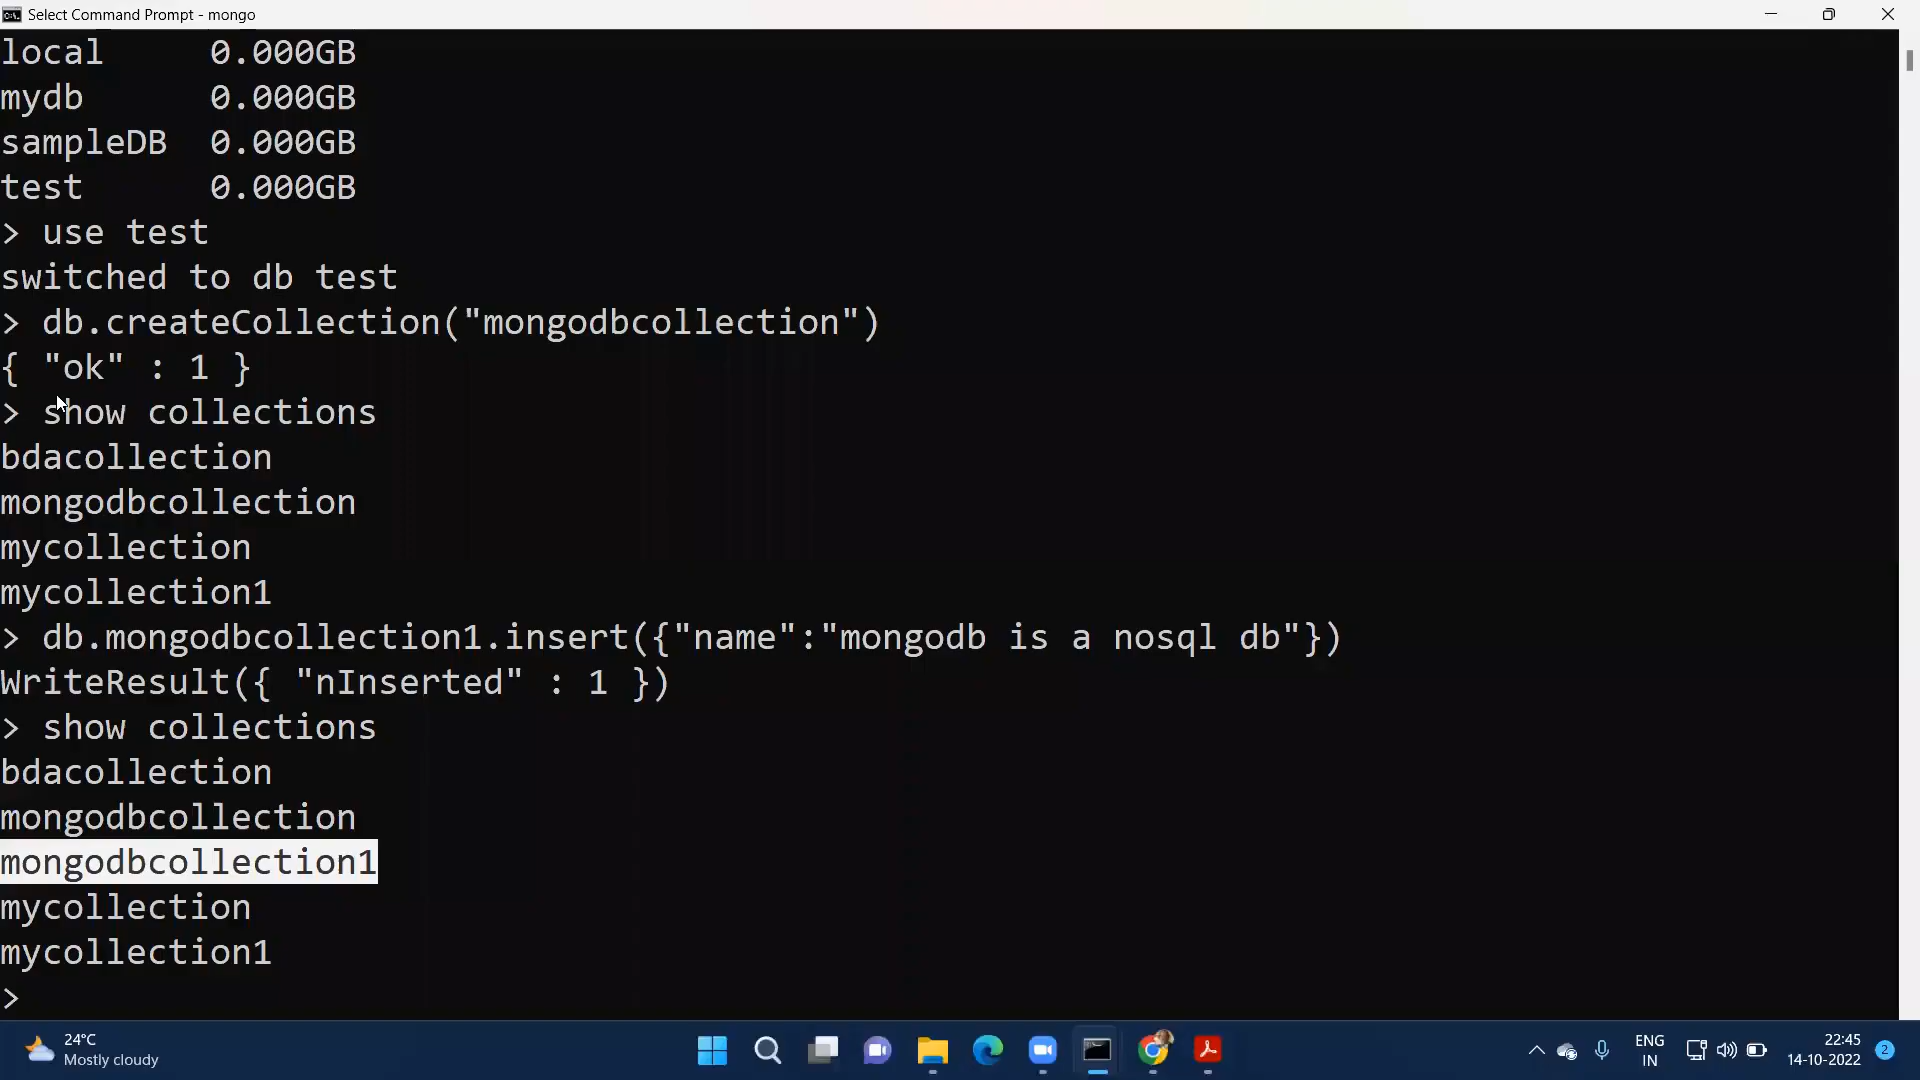 Select Command Prompt - mongo
local     0.000GB
mydb      0.000GB
sampleDB  0.000GB
test      0.000GB
> use test
switched to db test
> db.createCollection("mongodbcollection")
{ "ok" : 1 }
> show collections
bdacollection
mongodbcollection
mycollection
mycollection1
> db.mongodbcollection1.insert({"name":"mongodb is a nosql db"})
WriteResult({ "nInserted" : 1 })
> show collections
bdacollection
mongodbcollection
mongodbcollection1
mycollection
mycollection1
>
24°C
Mostly cloudy
ENG
IN
22:45
14-10-2022
2